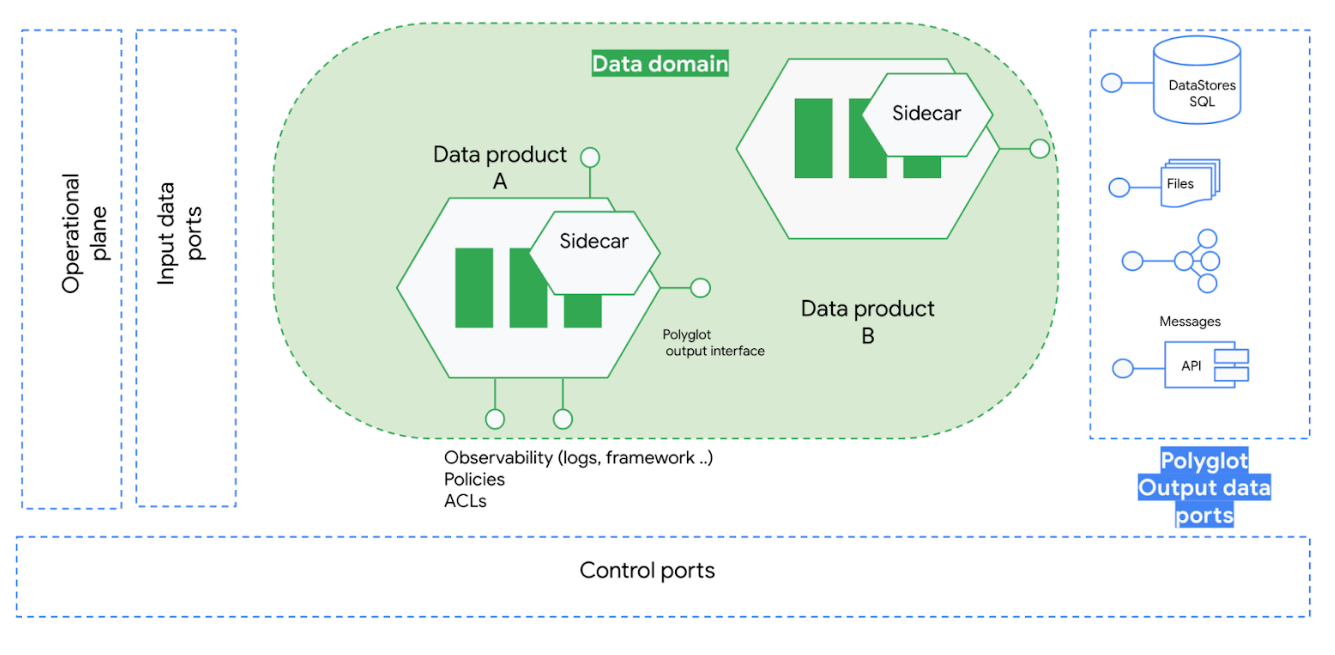 Operational
plane
Input data
ports
Data domain
Data product
A
Sidecar
Polyglot
output interface
Observability (logs, framework ..)
Policies
ACLs
Sidecar
Data product
B
DataStores
SQL
Files
Messages
API
Polyglot
Output data
ports
Control ports